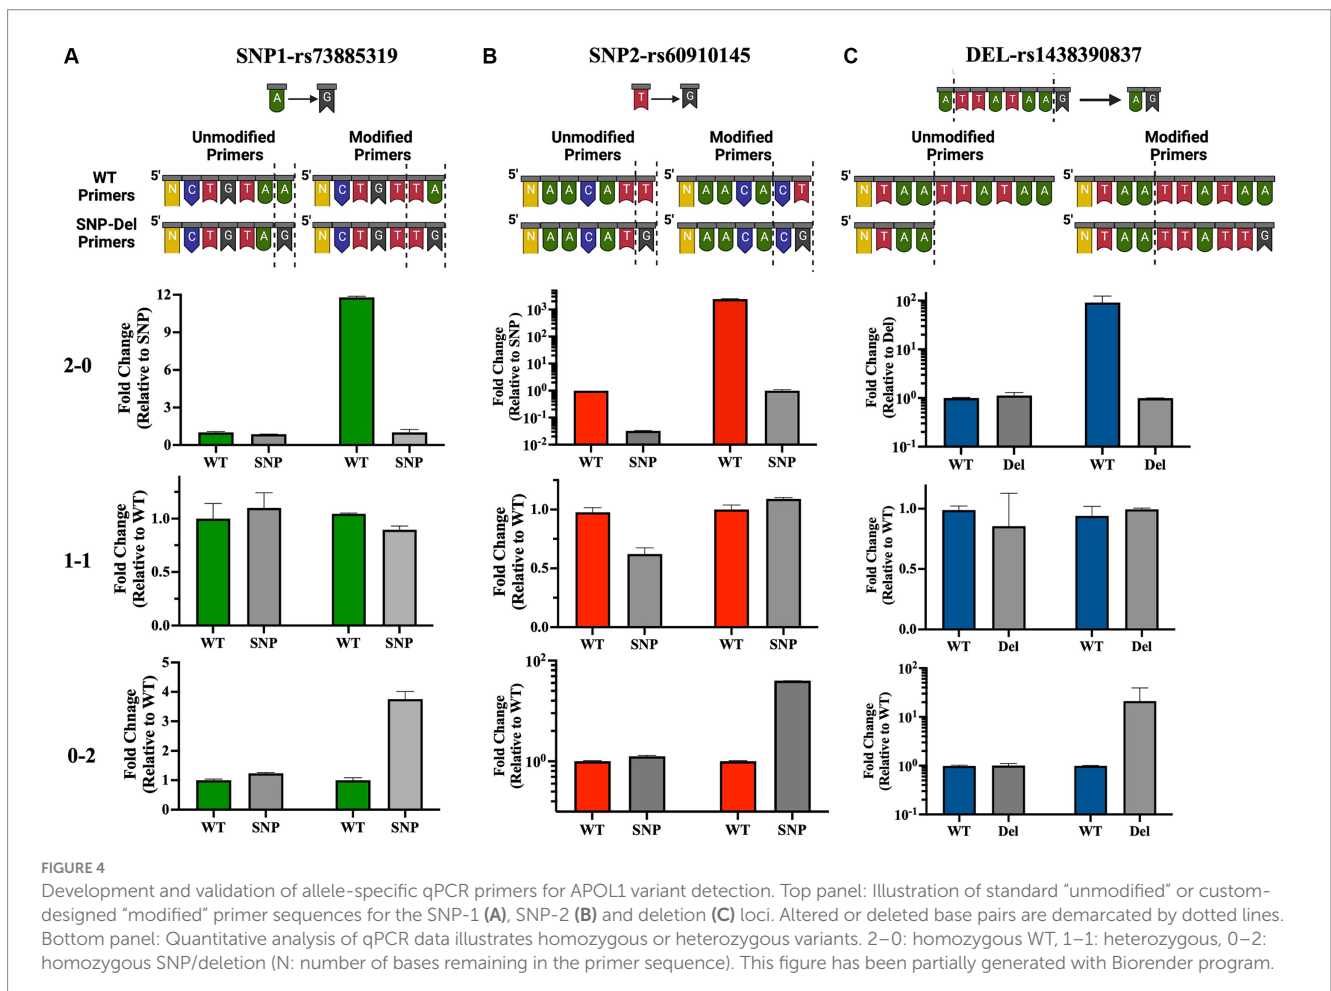 A SNP1-rs73885319
A G
Unmodified Primers Modified Primers
WT Primers
5' N C T G T A A
5' N C T G T T A
SNP-Del Primers
5' N C T G T A G
5' N C T G T T G
B SNP2-rs60910145
T G
Unmodified Primers Modified Primers
5' N A A C A T T
5' N A A C A C T
5' N A A C A T G
5' N A A C A C G
C DEL-rs1438390837
A T T A T A A G A G
Unmodified Primers Modified Primers
5' N T A A T T A T A A
5' N T A A T T A T A A
5' N T A A
5' N T A A T T A T T G
2-0
Fold Change (Relative to SNP)
12
9
6
3
0
WT SNP WT SNP
Fold Change (Relative to SNP)
10³
10²
10¹
10⁰
10⁻¹
10⁻²
WT SNP WT SNP
Fold Change (Relative to Del)
10²
10¹
10⁰
10⁻¹
WT Del WT Del
1-1
Fold Change (Relative to WT)
1.0
0.5
0.0
WT SNP WT SNP
Fold Change (Relative to WT)
1.0
0.5
0.0
WT SNP WT SNP
Fold Change (Relative to WT)
1.0
0.5
0.0
WT Del WT Del
0-2
Fold Chnage (Relative to WT)
5
4
3
2
1
0
WT SNP WT SNP
Fold Change (Relative to WT)
10²
10⁰
WT SNP WT SNP
Fold Change (Relative to WT)
10²
10¹
10⁰
10⁻¹
WT Del WT Del
FIGURE 4
Development and validation of allele-specific qPCR primers for APOL1 variant detection. Top panel: Illustration of standard "unmodified" or custom-
designed "modified" primer sequences for the SNP-1 (A), SNP-2 (B) and deletion (C) loci. Altered or deleted base pairs are demarcated by dotted lines.
Bottom panel: Quantitative analysis of qPCR data illustrates homozygous or heterozygous variants. 2–0: homozygous WT, 1–1: heterozygous, 0–2:
homozygous SNP/deletion (N: number of bases remaining in the primer sequence). This figure has been partially generated with Biorender program.